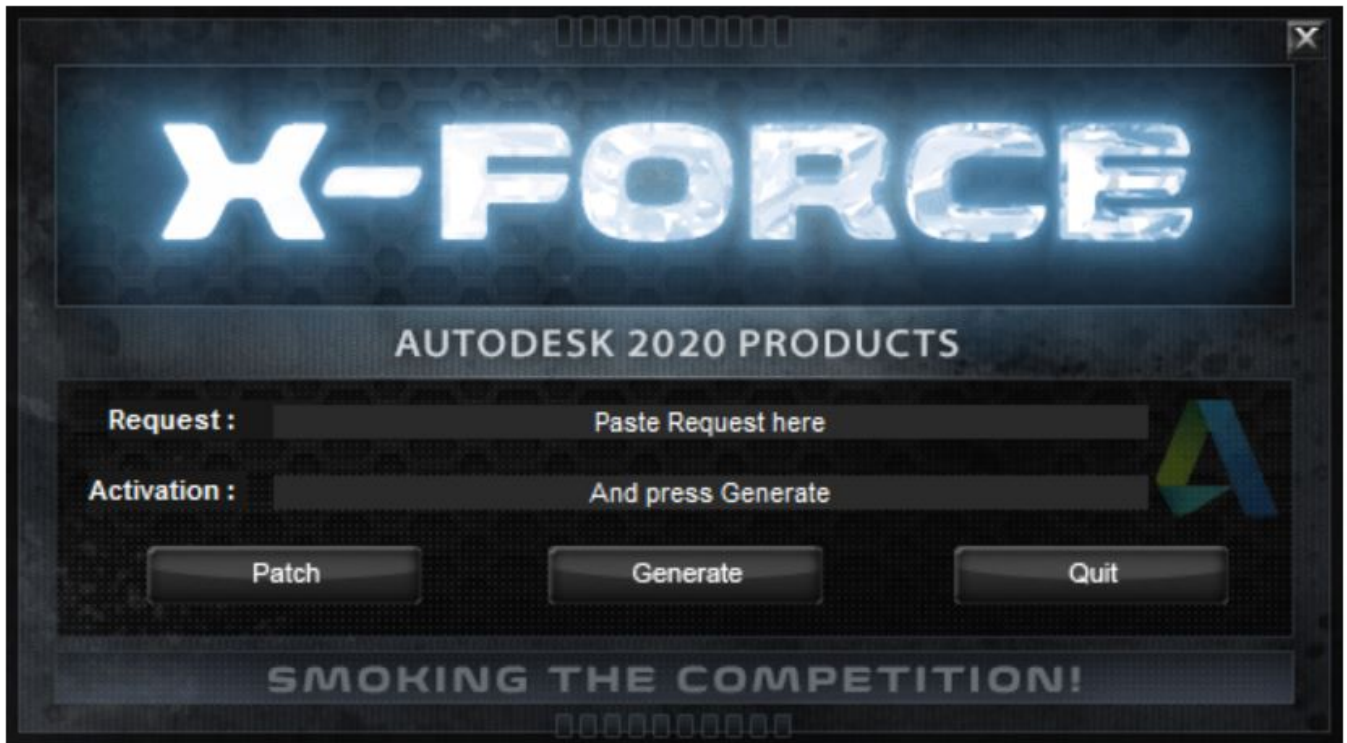 X
X-FORCE
AUTODESK 2020 PRODUCTS
Request : Paste Request here
Activation : And press Generate
Patch Generate Quit
SMOKING THE COMPETITION!